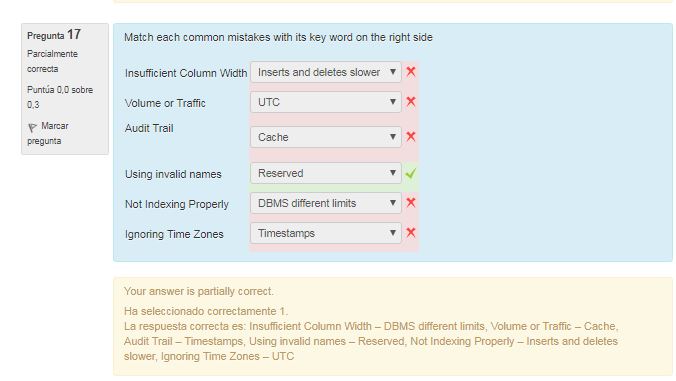 Pregunta 17
Parcialmente
correcta
Puntúa 0,0 sobre
0,3
Marcar
pregunta
Match each common mistakes with its key word on the right side
Insufficient Column Width Inserts and deletes slower
Volume or Traffic UTC
Audit Trail Cache
Using invalid names Reserved
Not Indexing Properly DBMS different limits
Ignoring Time Zones Timestamps
Your answer is partially correct.
Ha seleccionado correctamente 1.
La respuesta correcta es: Insufficient Column Width – DBMS different limits, Volume or Traffic – Cache,
Audit Trail – Timestamps, Using invalid names – Reserved, Not Indexing Properly – Inserts and deletes
slower, Ignoring Time Zones – UTC